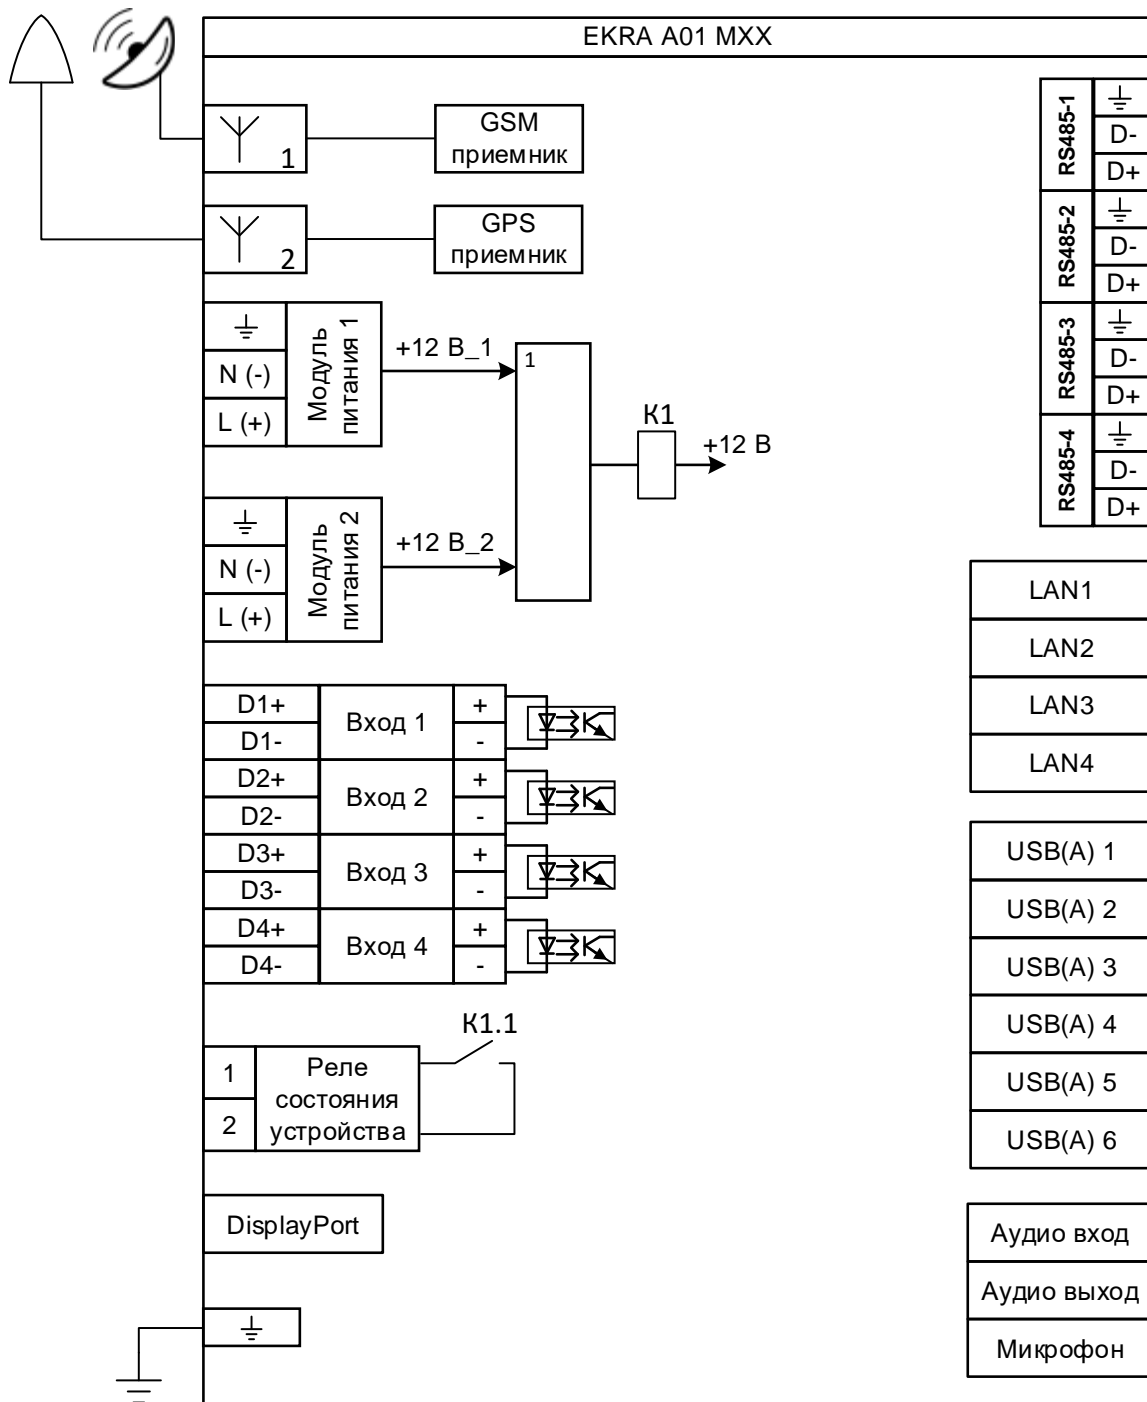 EKRA A01 MXX
1
GSM
приемник
2
GPS
приемник
N (-)
L (+)
Модуль
питания 1
+12 В_1
1
К1
+12 В
N (-)
L (+)
Модуль
питания 2
+12 В_2
D1+
D1-
Вход 1
+
-
D2+
D2-
Вход 2
+
-
D3+
D3-
Вход 3
+
-
D4+
D4-
Вход 4
+
-
К1.1
1
2
Реле
состояния
устройства
DisplayPort
RS485-1
D-
D+
RS485-2
D-
D+
RS485-3
D-
D+
RS485-4
D-
D+
LAN1
LAN2
LAN3
LAN4
USB(A) 1
USB(A) 2
USB(A) 3
USB(A) 4
USB(A) 5
USB(A) 6
Аудио вход
Аудио выход
Микрофон